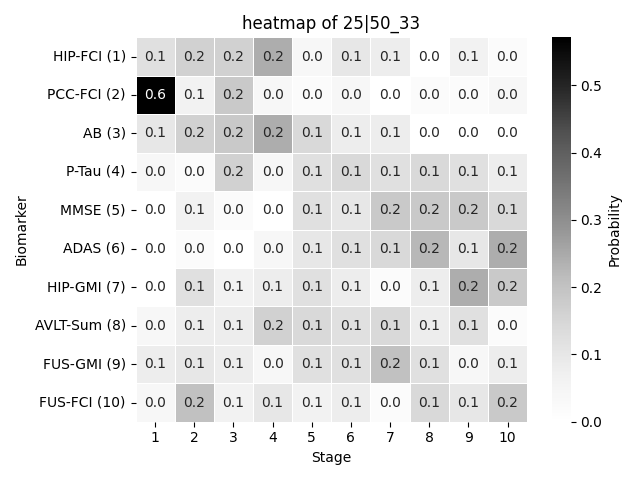 heatmap of 25|50_33
HIP-FCI (1) 0.1 0.2 0.2 0.2 0.0 0.1 0.1 0.0 0.1 0.0
PCC-FCI (2) 0.6 0.1 0.2 0.0 0.0 0.0 0.0 0.0 0.0 0.0
AB (3) 0.1 0.2 0.2 0.2 0.1 0.1 0.1 0.0 0.0 0.0
P-Tau (4) 0.0 0.0 0.2 0.0 0.1 0.1 0.1 0.1 0.1 0.1
MMSE (5) 0.0 0.1 0.0 0.0 0.1 0.1 0.2 0.2 0.2 0.1
ADAS (6) 0.0 0.0 0.0 0.0 0.1 0.1 0.1 0.2 0.1 0.2
HIP-GMI (7) 0.0 0.1 0.1 0.1 0.1 0.1 0.0 0.1 0.2 0.2
AVLT-Sum (8) 0.0 0.1 0.1 0.2 0.1 0.1 0.1 0.1 0.1 0.0
FUS-GMI (9) 0.1 0.1 0.1 0.0 0.1 0.1 0.2 0.1 0.0 0.1
FUS-FCI (10) 0.0 0.2 0.1 0.1 0.1 0.1 0.0 0.1 0.1 0.2
1 2 3 4 5 6 7 8 9 10
Stage
Biomarker
0.5
0.4
0.3
0.2
0.1
0.0
Probability